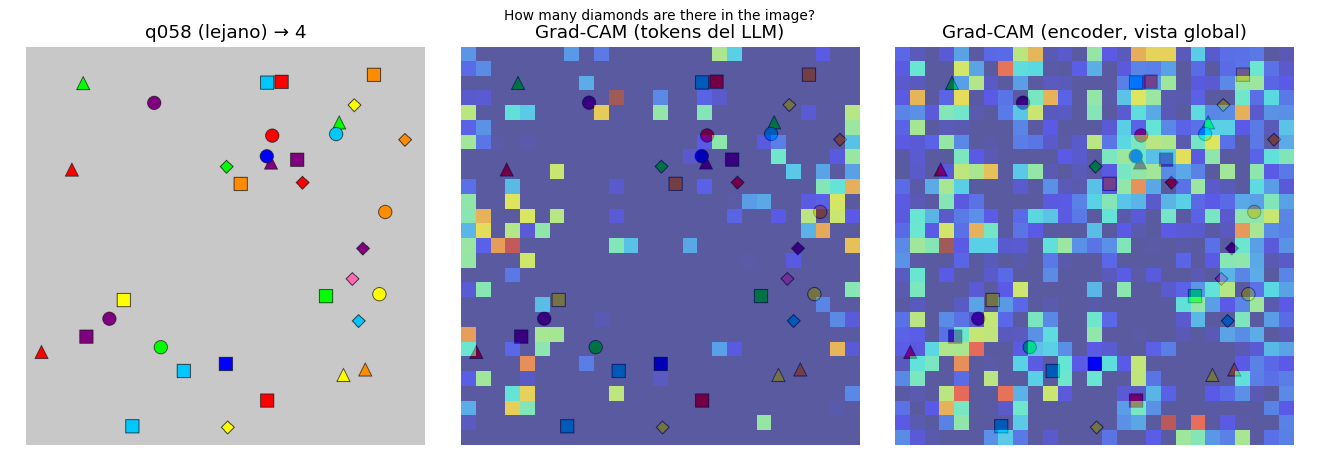 How many diamonds are there in the image?
q058 (lejano) → 4
Grad-CAM (tokens del LLM)
Grad-CAM (encoder, vista global)